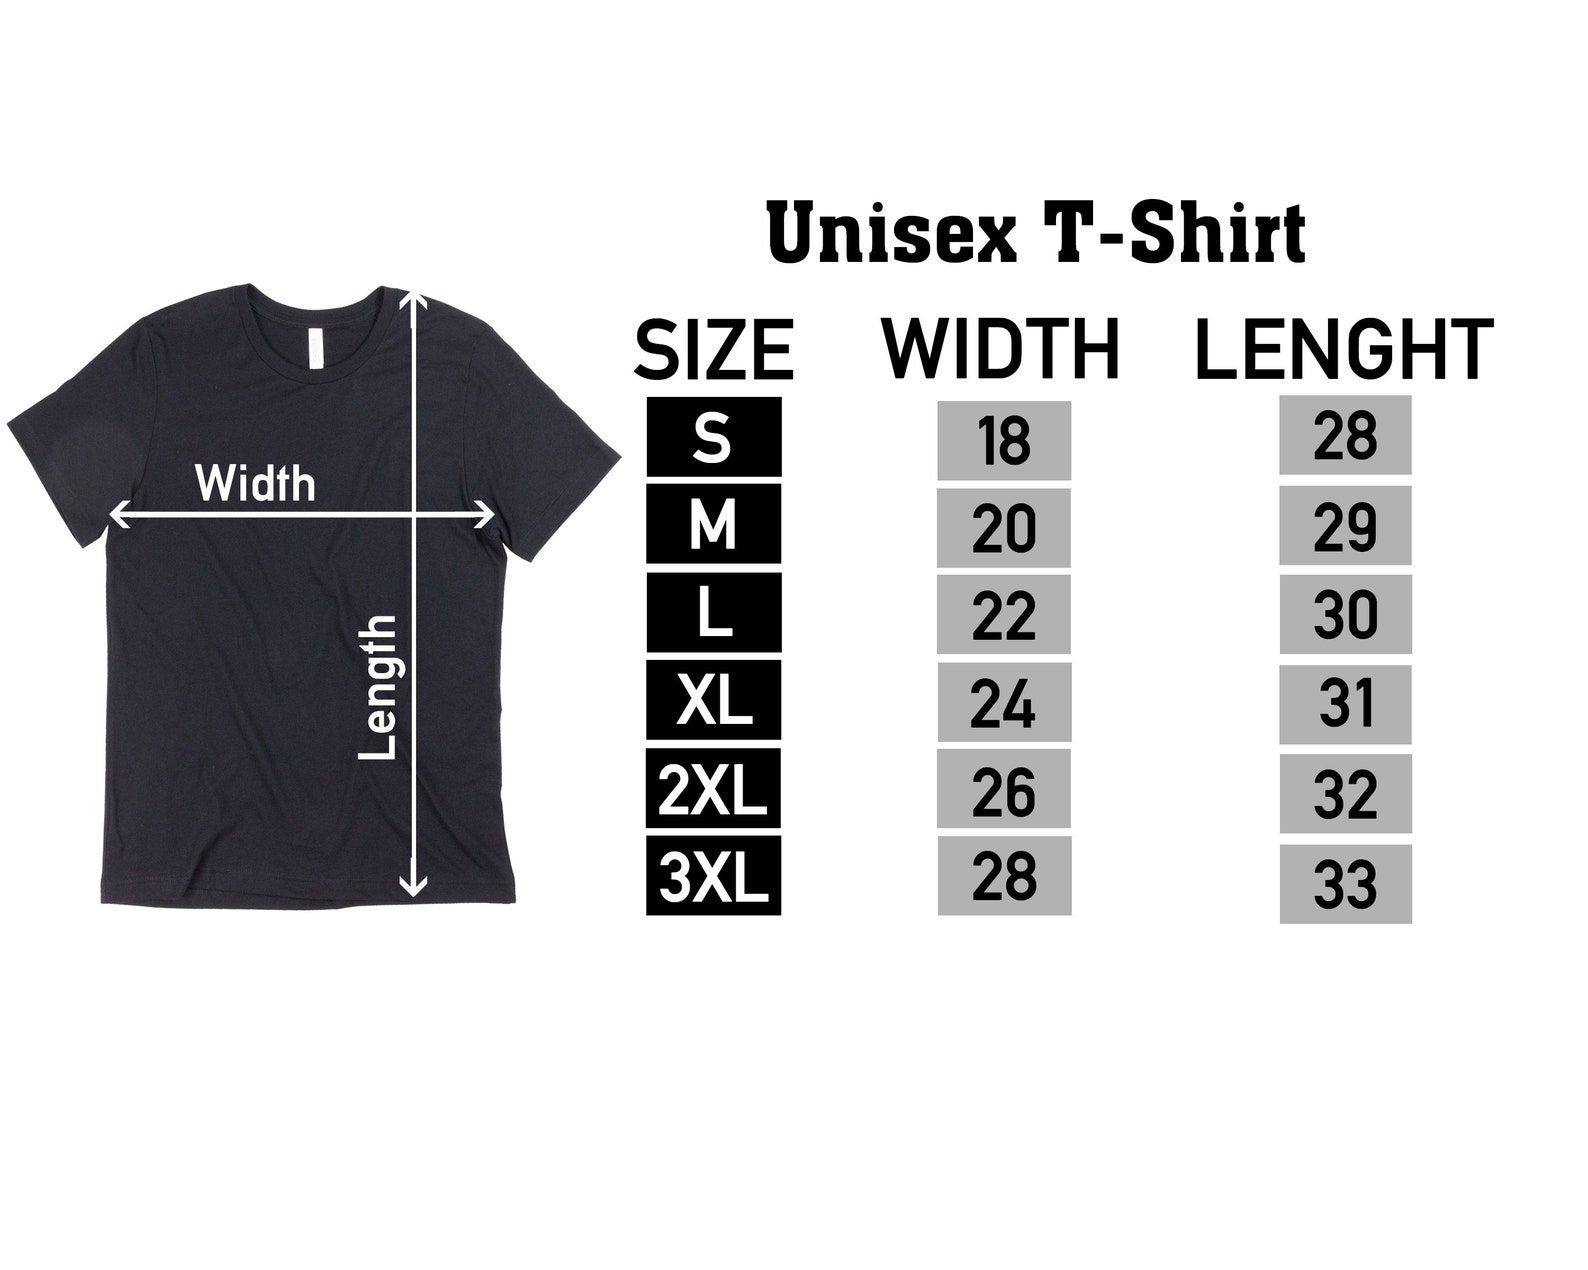 Unisex T-Shirt
SIZE WIDTH LENGHT
S 18 28
M 20 29
L 22 30
XL 24 31
2XL 26 32
3XL 28 33
Width
Length